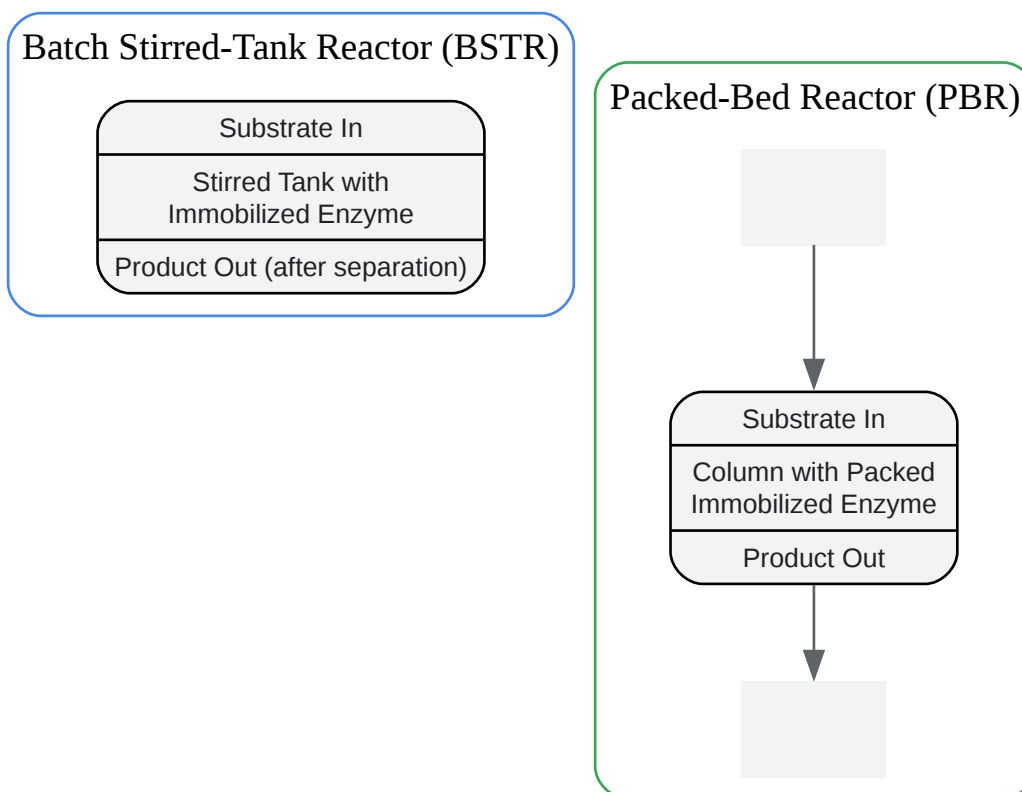 Batch Stirred-Tank Reactor (BSTR)
Substrate In
Stirred Tank with
Immobilized Enzyme
Product Out (after separation)
Packed-Bed Reactor (PBR)
Substrate In
Column with Packed
Immobilized Enzyme
Product Out